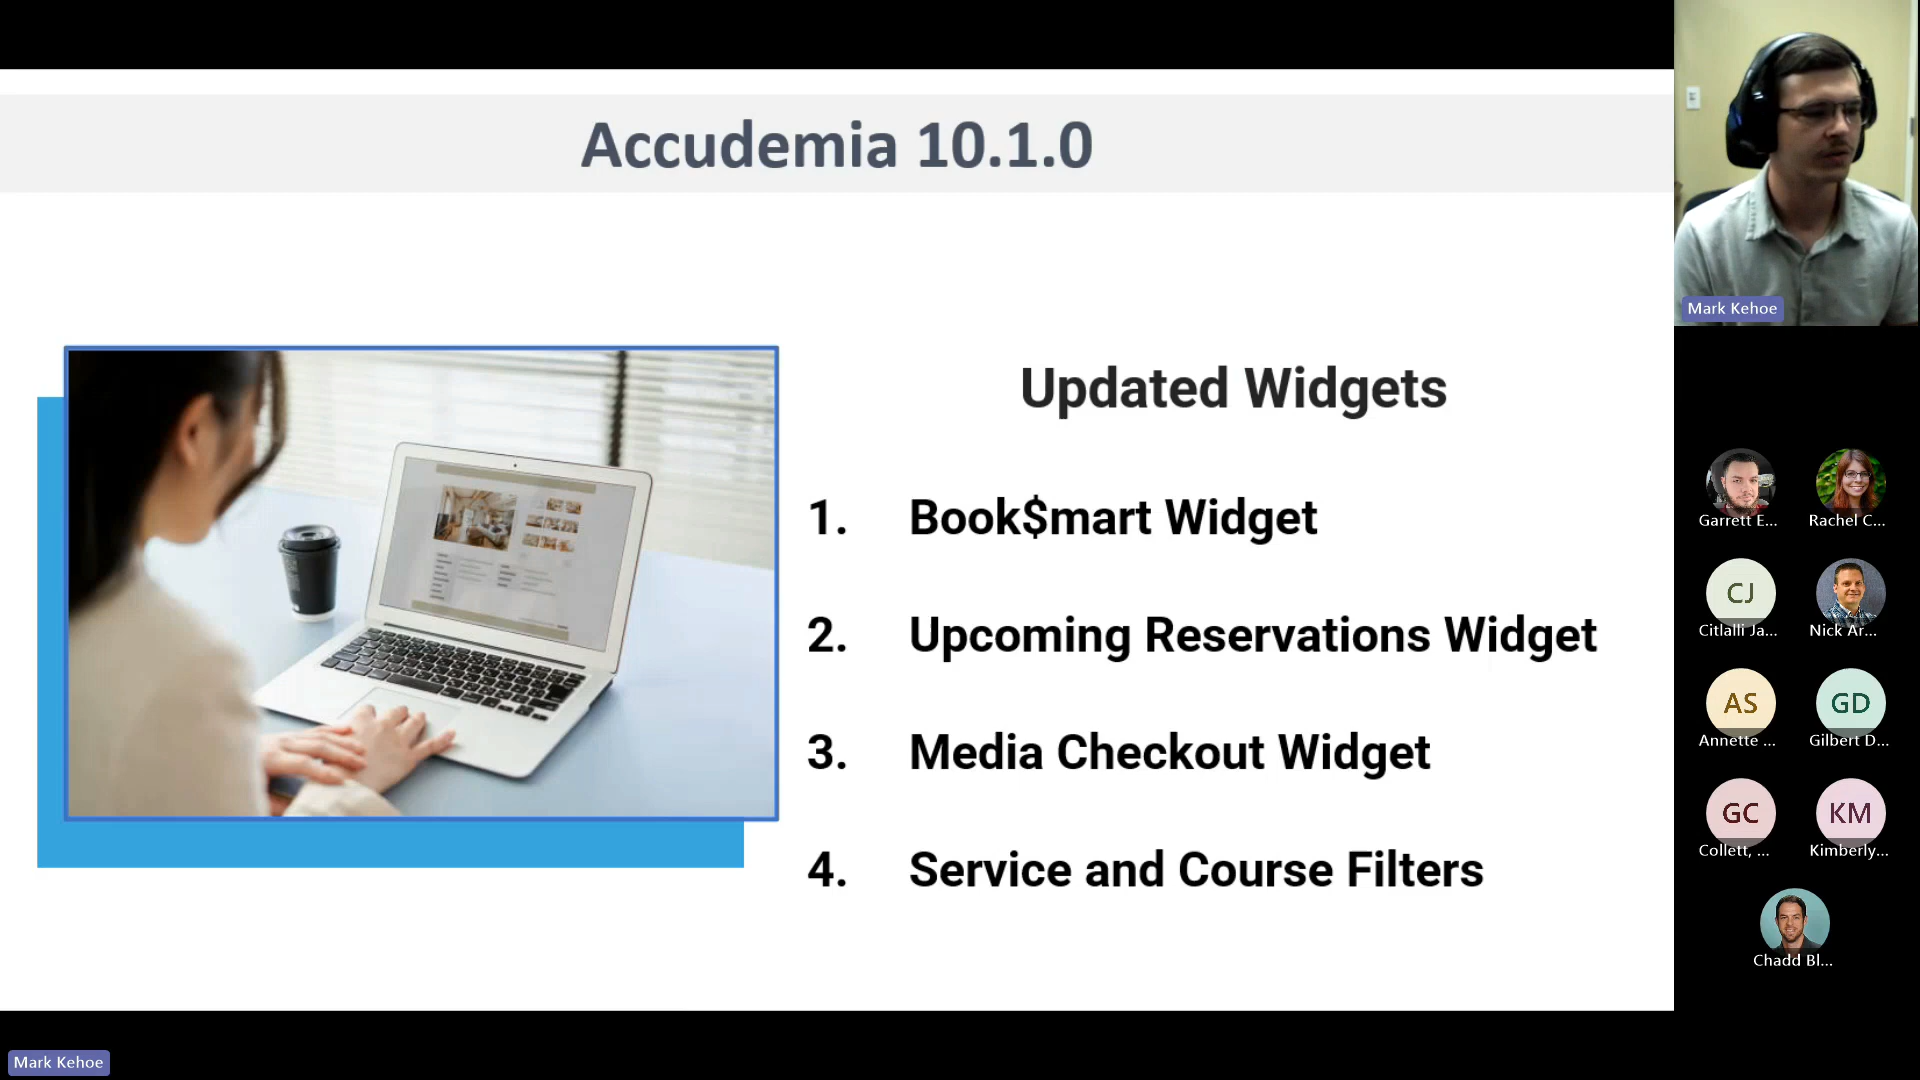 Accudemia 10.1.0
Updated Widgets
1. Book$mart Widget
2. Upcoming Reservations Widget
3. Media Checkout Widget
4. Service and Course Filters
Mark Kehoe
Garrett E...
Rachel C...
CJ
Citlalli Ja...
Nick Ar...
AS
Annette ...
GD
Gilbert D...
GC
Collett, ...
KM
Kimberly...
Chadd Bl...
Mark Kehoe